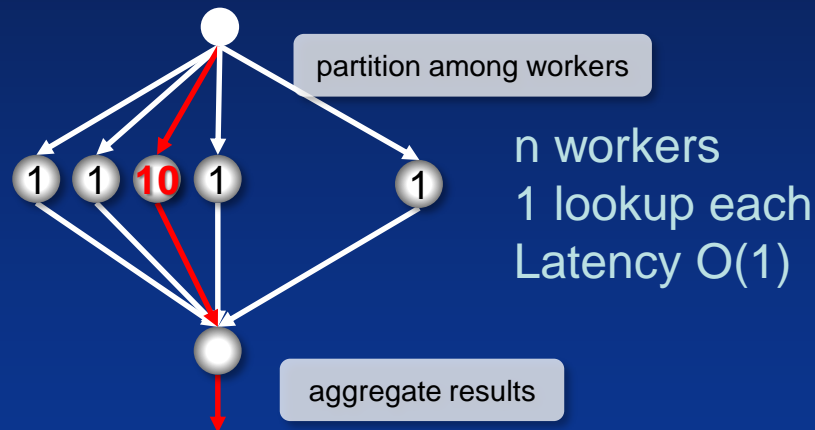 partition among workers
n workers
1 lookup each
Latency O(1)
1 1 10 1 1
aggregate results